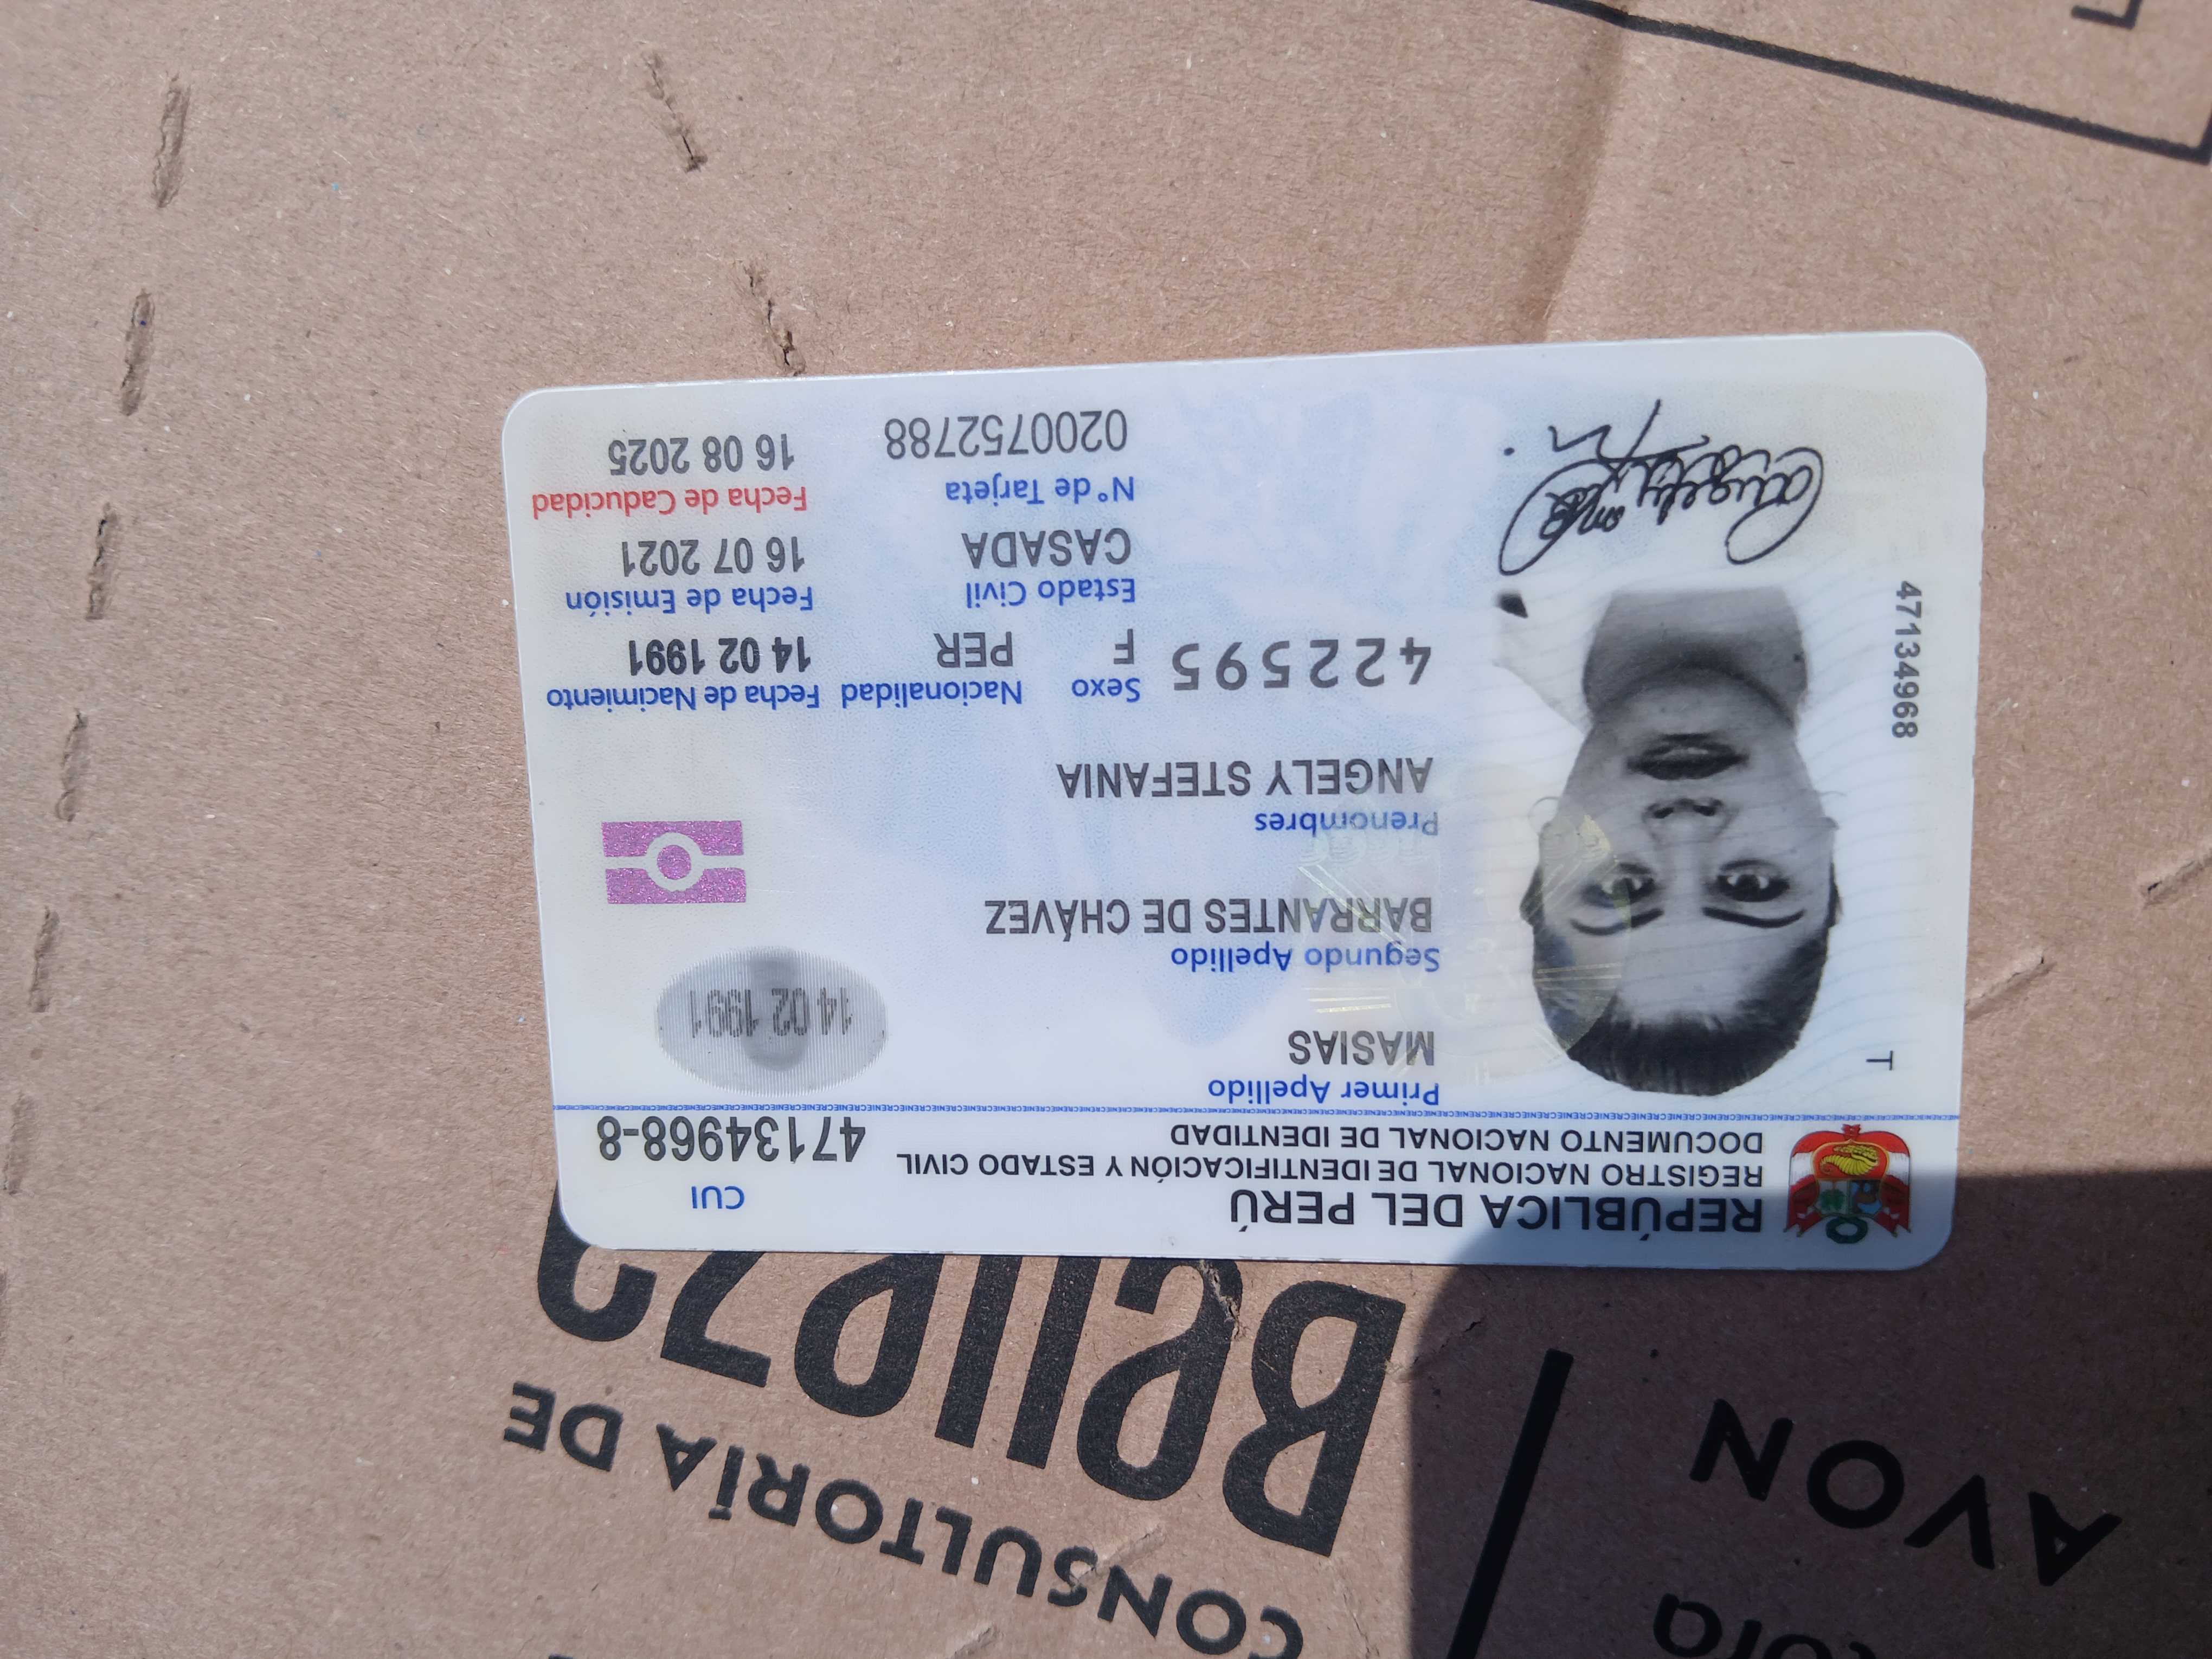 REPÚBLICA DEL PERÚ
REGISTRO NACIONAL DE IDENTIFICACIÓN Y ESTADO CIVIL
DOCUMENTO NACIONAL DE IDENTIDAD
CUI
47134968-8
T
47134968
Primer Apellido
MASIAS
14 02 1991
Segundo Apellido
BARRANTES DE CHÁVEZ
Prenombres
ANGELY STEFANIA
422595
Sexo Nacionalidad Fecha de Nacimiento
F PER 14 02 1991
Estado Civil Fecha de Emisión
CASADA 16 07 2021
N° de Tarjeta Fecha de Caducidad
0200752788 16 08 2025
CONSULTORÍA DE
AVON